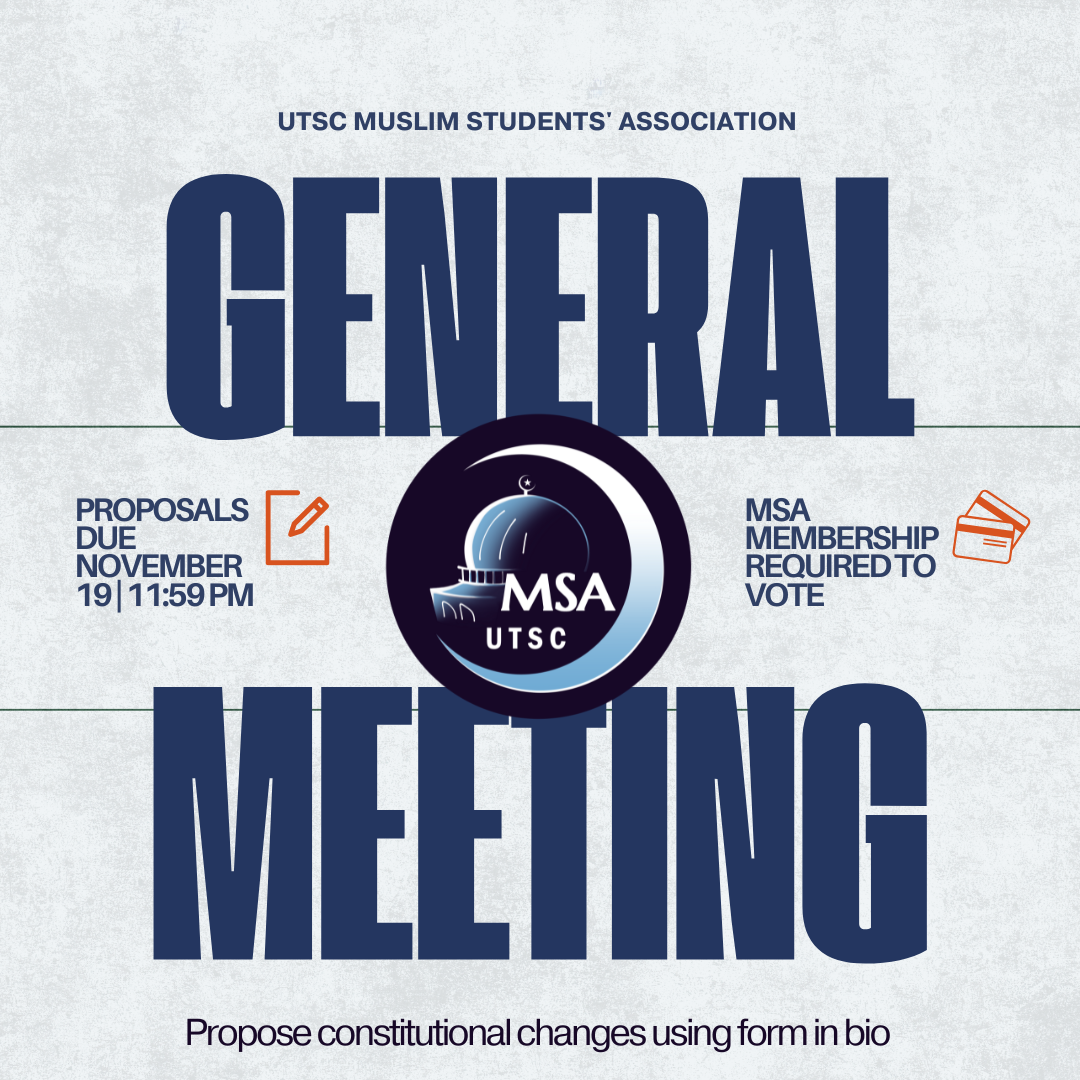 UTSC MUSLIM STUDENTS' ASSOCIATION
GENERAL
PROPOSALS
DUE
NOVEMBER
19 | 11:59 PM
MSA
UTSC
MSA
MEMBERSHIP
REQUIRED TO
VOTE
MEETING
Propose constitutional changes using form in bio